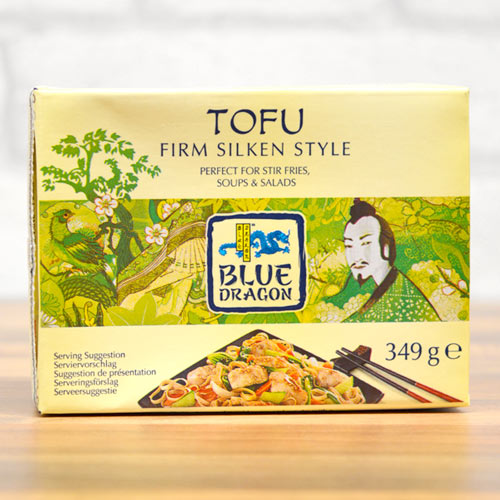 TOFU
FIRM SILKEN STYLE
PERFECT FOR STIR FRIES,
SOUPS & SALADS
BLUE
DRAGON
Serving Suggestion
Serviervorschlag
Suggestion de présentation
Serveringsförslag
Serveersuggestie
349 g e